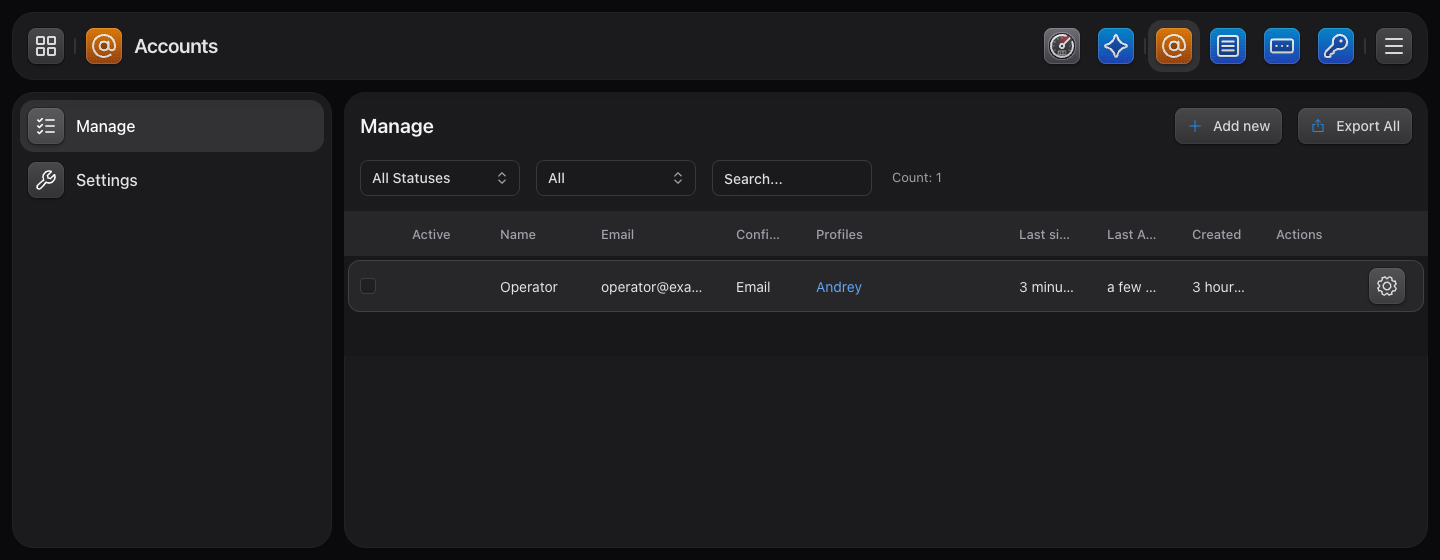 Accounts
Manage
Settings
Manage
Add new
Export All
All Statuses
All
Search...
Count: 1
Active Name Email Confi... Profiles Last si... Last A... Created Actions
Operator operator@exa... Email Andrey 3 minu... a few ... 3 hour...